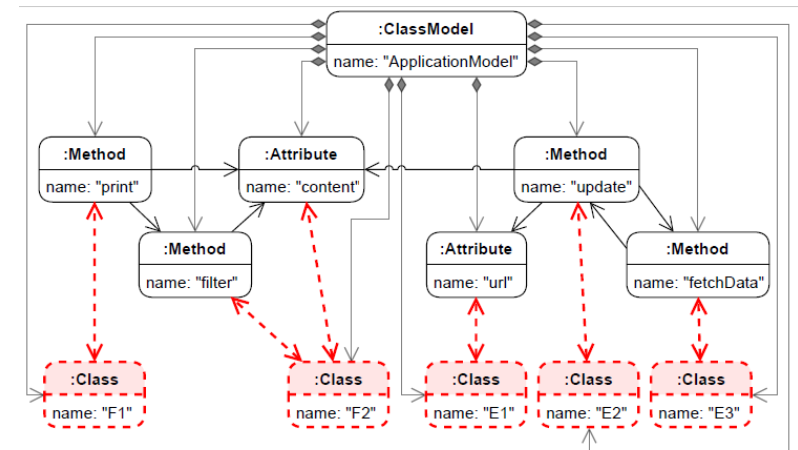 :ClassModel
name: "ApplicationModel"
:Method
name: "print"
:Attribute
name: "content"
:Method
name: "update"
:Method
name: "filter"
:Attribute
name: "url"
:Method
name: "fetchData"
:Class
name: "F1"
:Class
name: "F2"
:Class
name: "E1"
:Class
name: "E2"
:Class
name: "E3"